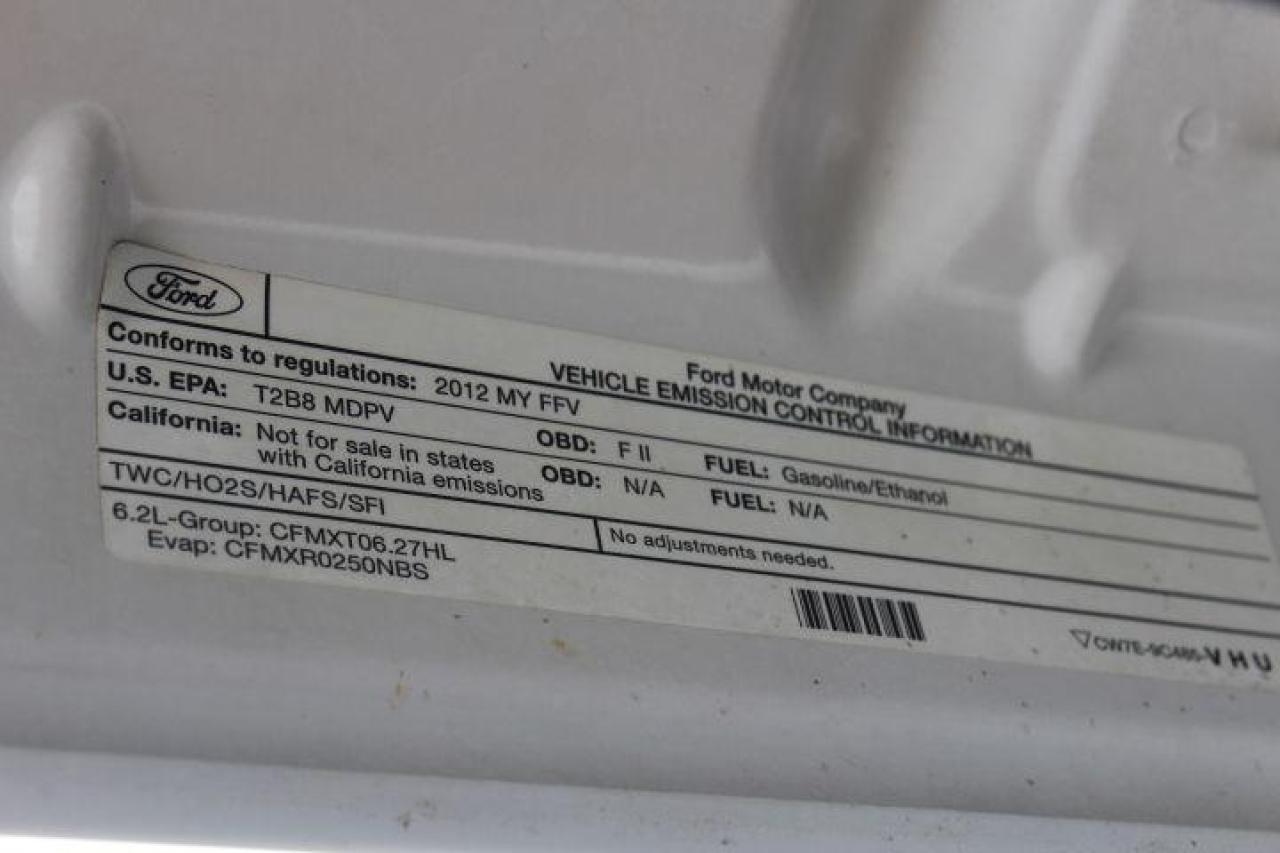 Ford
Ford Motor Company
VEHICLE EMISSION CONTROL INFORMATION
Conforms to regulations: 2012 MY FFV
U.S. EPA: T2B8 MDPV OBD: F II FUEL: Gasoline/Ethanol
California: Not for sale in states with California emissions OBD: N/A FUEL: N/A
TWC/HO2S/HAFS/SFI No adjustments needed.
6.2L-Group: CFMXT06.27HL
Evap: CFMXR0250NBS
CW7E-9C485-VHU